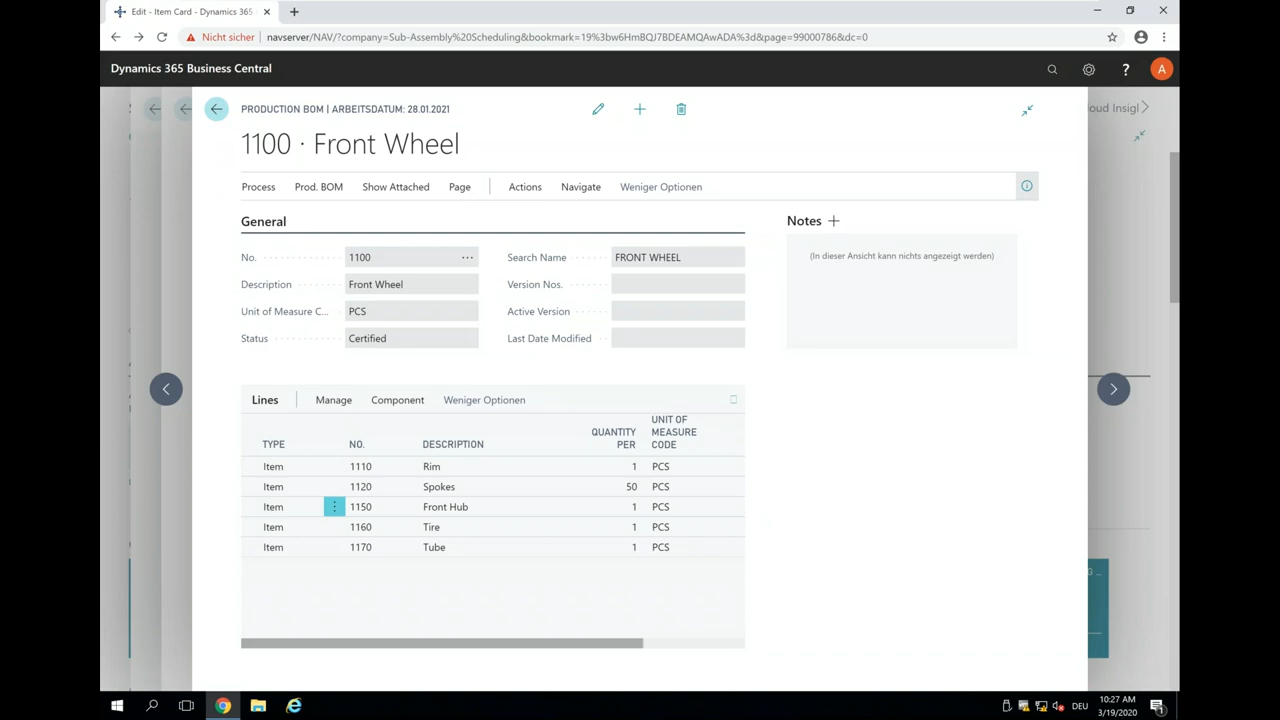 Edit - Item Card - Dynamics 365
Nicht sicher
navserver/NAV/?company=Sub-Assembly%20Scheduling&bookmark=19%3bw6HmBQJ7BDEAMQAwADA%3d&page=99000786&dc=0
Dynamics 365 Business Central
? A
PRODUCTION BOM | ARBEITSDATUM: 28.01.2021
oud Insigl
1100 · Front Wheel
Process Prod. BOM Show Attached Page Actions Navigate Weniger Optionen
General
Notes +
No. 1100 ··· Search Name FRONT WHEEL
(In dieser Ansicht kann nichts angezeigt werden)
Description Front Wheel Version Nos.
Unit of Measure C... PCS Active Version
Status Certified Last Date Modified
Lines Manage Component Weniger Optionen
TYPE NO. DESCRIPTION QUANTITY PER UNIT OF MEASURE CODE
Item 1110 Rim 1 PCS
Item 1120 Spokes 50 PCS
Item 1150 Front Hub 1 PCS
Item 1160 Tire 1 PCS
Item 1170 Tube 1 PCS
DEU
10:27 AM
3/19/2020
1